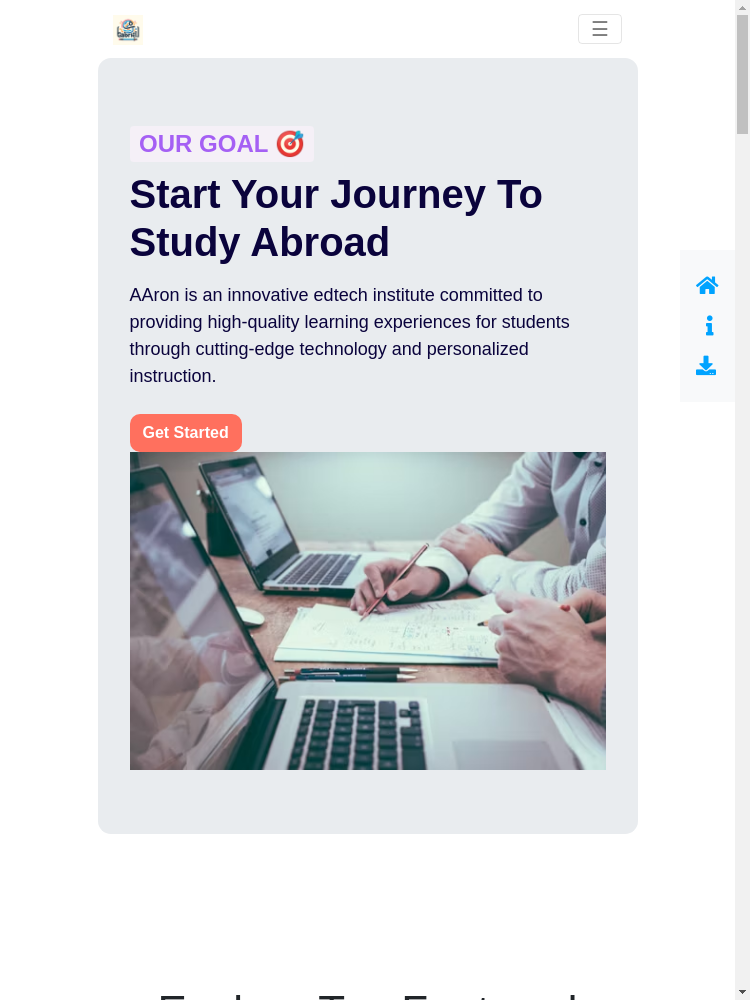 OUR GOAL 🎯
Start Your Journey To
Study Abroad
AAron is an innovative edtech institute committed to
providing high-quality learning experiences for students
through cutting-edge technology and personalized
instruction.
Get Started